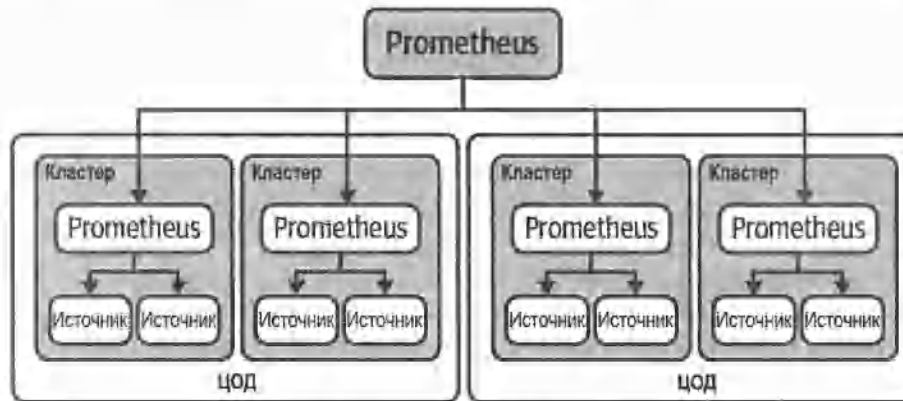 Prometheus
Кластер
Кластер
Кластер
Кластер
Prometheus
Prometheus
Prometheus
Prometheus
Источник
Источник
Источник
Источник
Источник
Источник
Источник
Источник
ЦОД
ЦОД